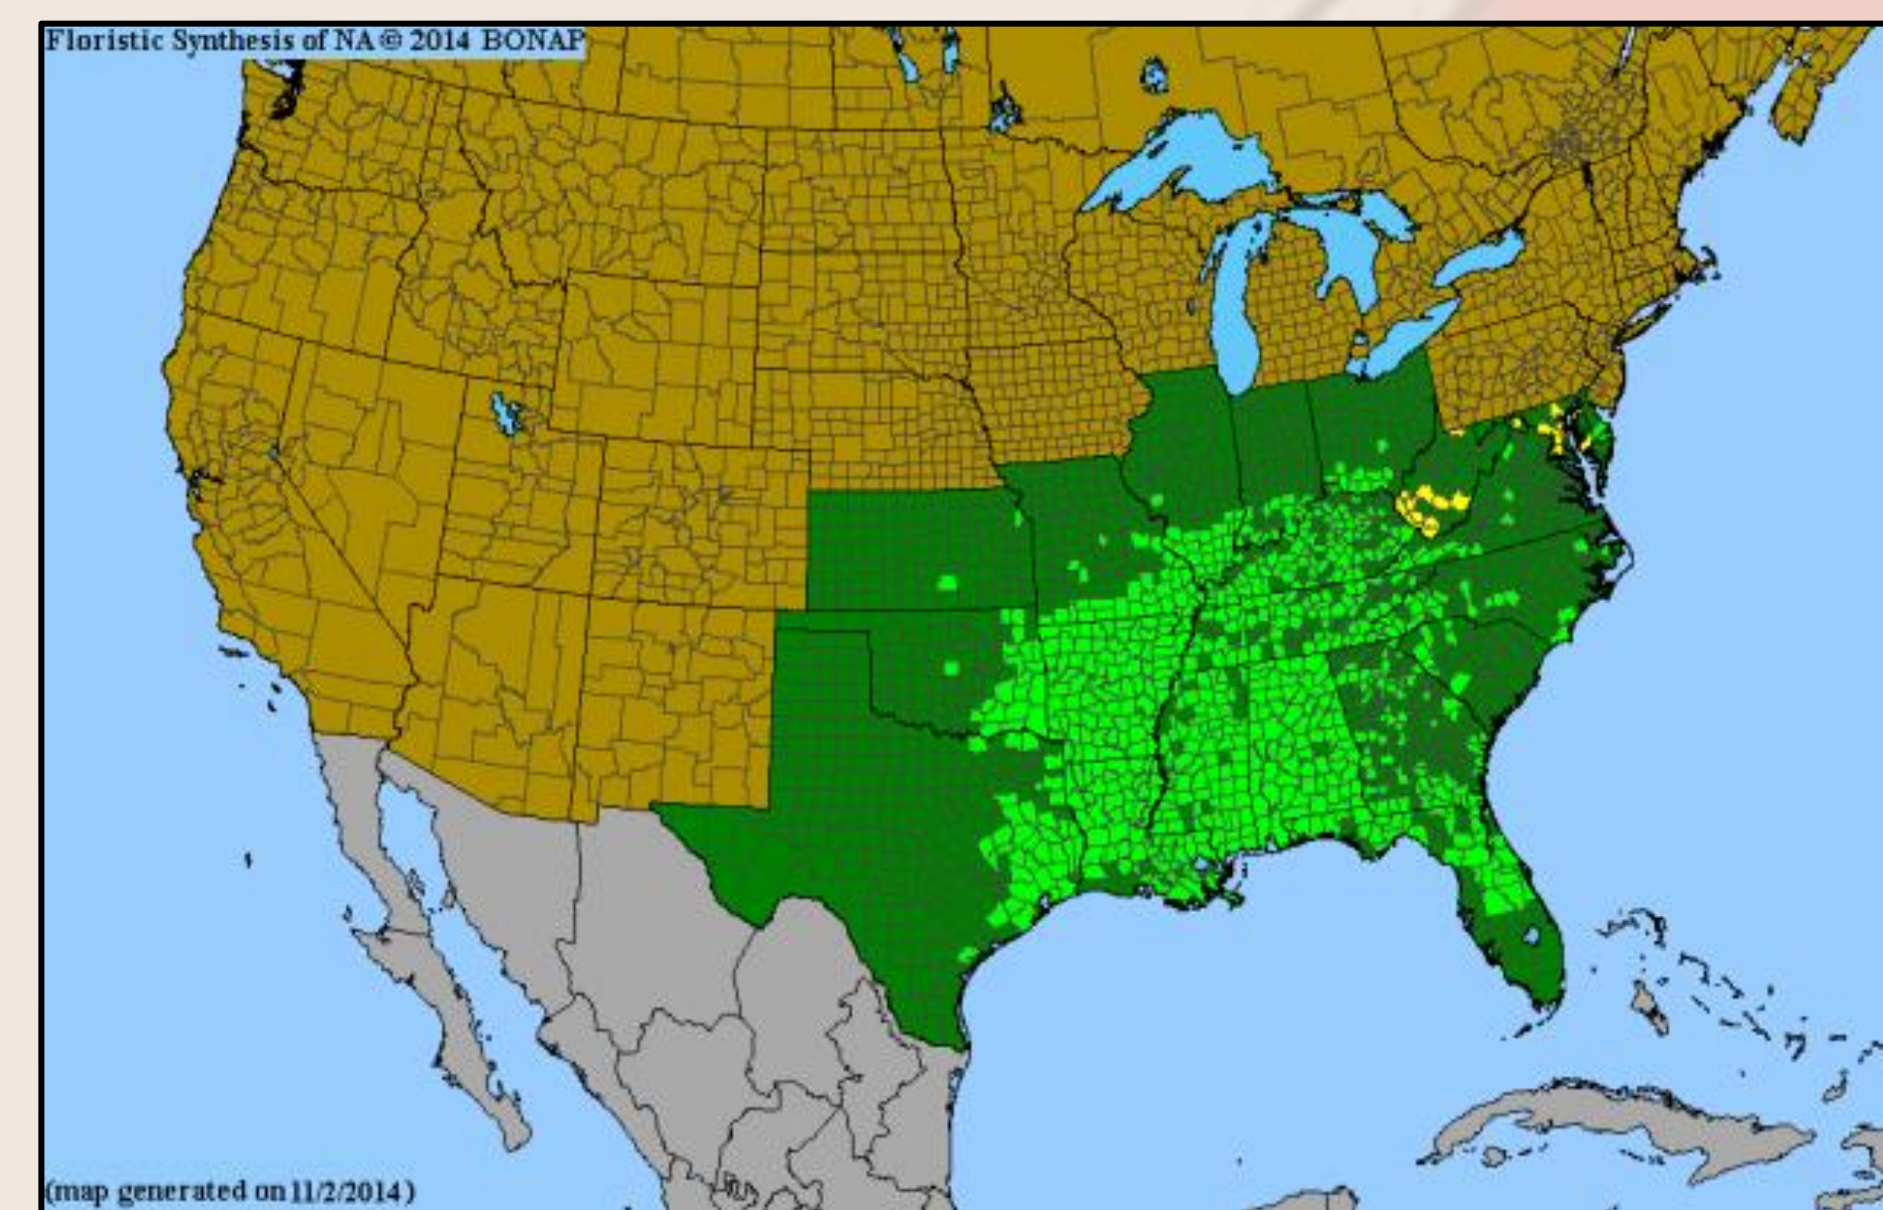 Floristic Synthesis of NA © 2014 BONAP
(map generated on 11/2/2014)